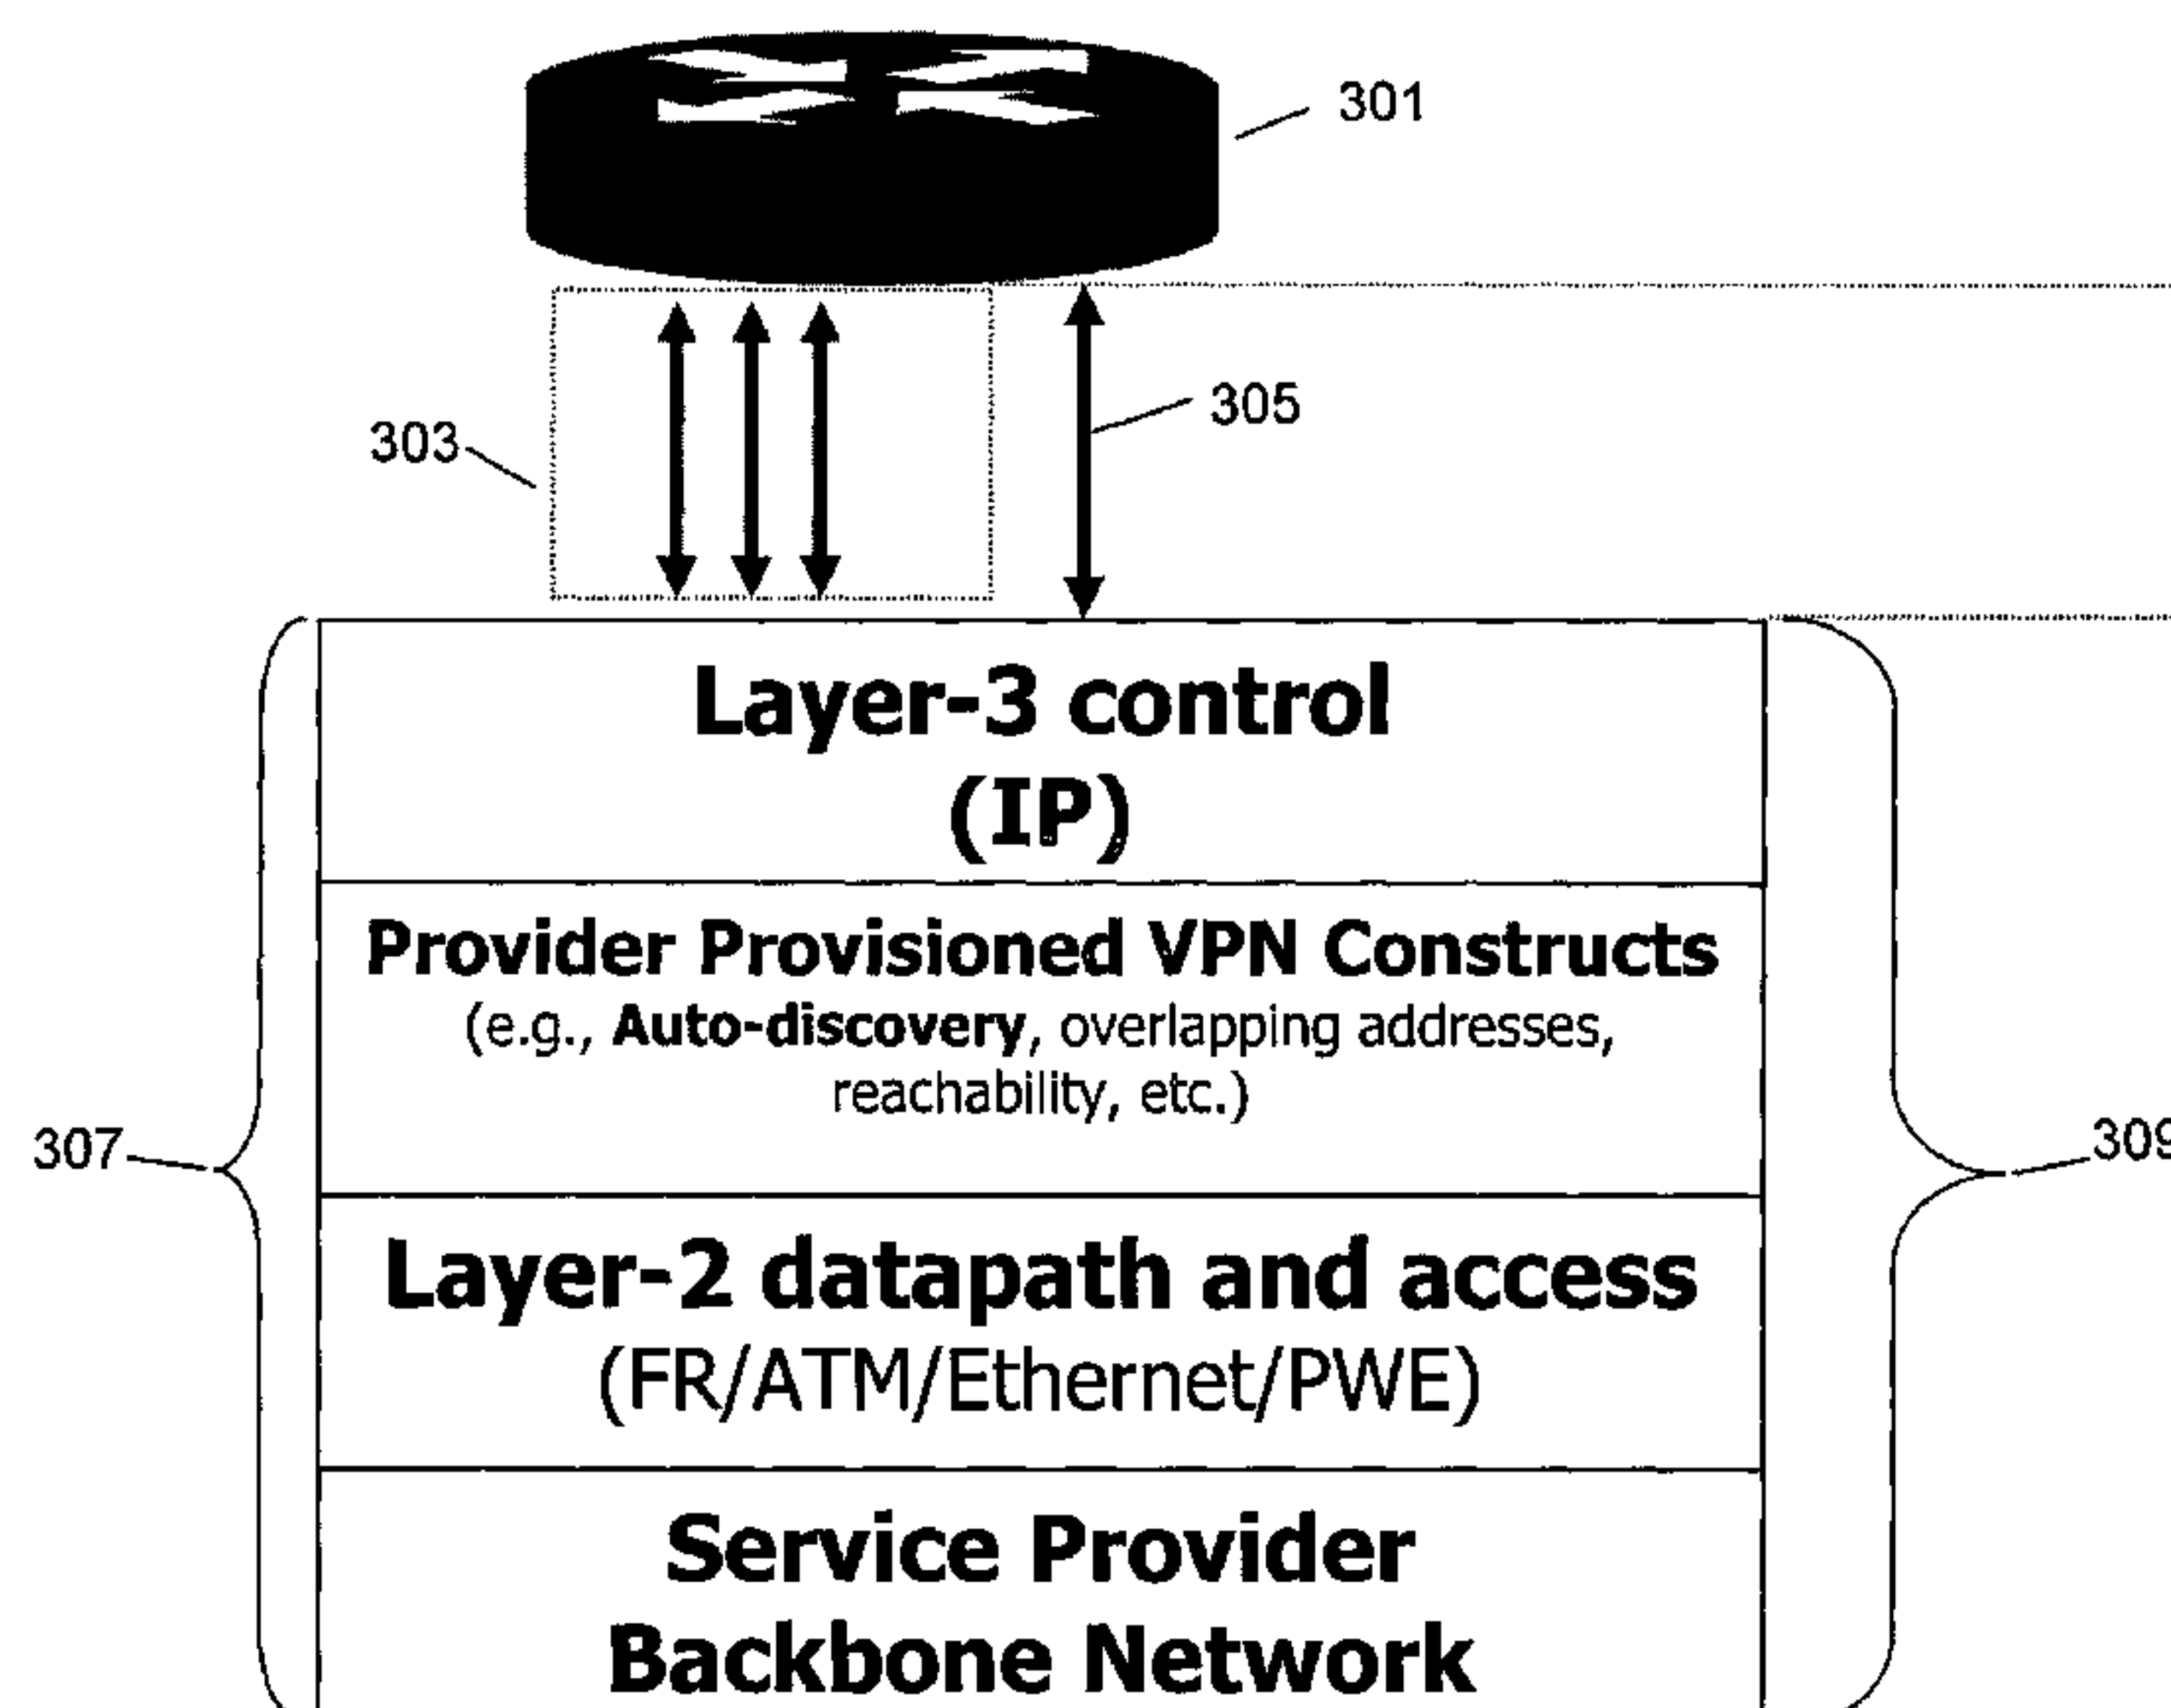 301
305
303
Layer-3 control
(IP)
Provider Provisioned VPN Constructs
(e.g., Auto-discovery, overlapping addresses,
reachability, etc.)
307
309
Layer-2 datapath and access
(FR/ATM/Ethernet/PWE)
Service Provider
Backbone Network